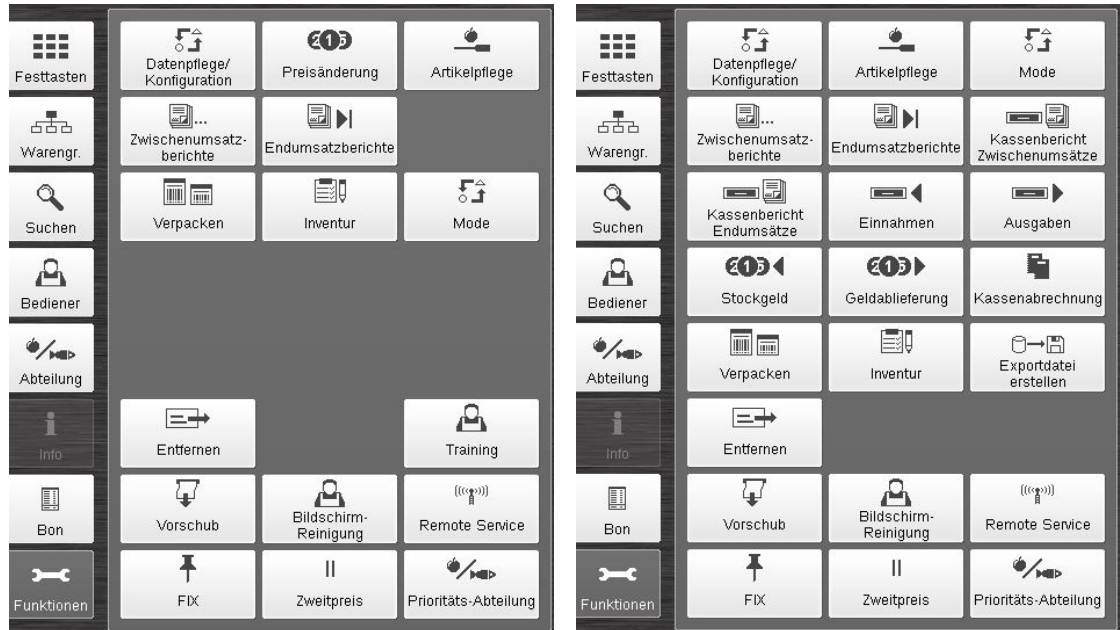 Festtasten
Datenpflege/
Konfiguration
Preisänderung
Artikelpflege
Warengr.
Zwischenumsatz-
berichte
Endumsatzberichte
Suchen
Verpacken
Inventur
Mode
Bediener
Abteilung
Info
Entfernen
Training
Bon
Vorschub
Bildschirm-
Reinigung
Remote Service
Funktionen
FIX
Zweitpreis
Prioritäts-Abteilung
Festtasten
Datenpflege/
Konfiguration
Artikelpflege
Mode
Warengr.
Zwischenumsatz-
berichte
Endumsatzberichte
Kassenbericht
Zwischenumsätze
Suchen
Kassenbericht
Endumsätze
Einnahmen
Ausgaben
Bediener
Stockgeld
Geldablieferung
Kassenabrechnung
Abteilung
Verpacken
Inventur
Exportdatei
erstellen
Info
Entfernen
Bon
Vorschub
Bildschirm-
Reinigung
Remote Service
Funktionen
FIX
Zweitpreis
Prioritäts-Abteilung